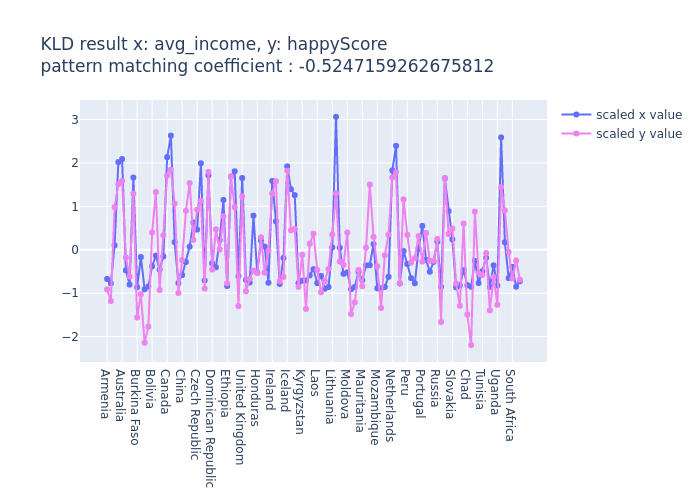 KLD result x: avg_income, y: happyScore
pattern matching coefficient : -0.5247159262675812
scaled x value
scaled y value
3
2
1
0
−1
−2
Armenia
Australia
Burkina Faso
Bolivia
Canada
China
Czech Republic
Dominican Republic
Ethiopia
United Kingdom
Honduras
Ireland
Iceland
Kyrgyzstan
Laos
Lithuania
Moldova
Mauritania
Mozambique
Netherlands
Peru
Portugal
Russia
Slovakia
Chad
Tunisia
Uganda
South Africa